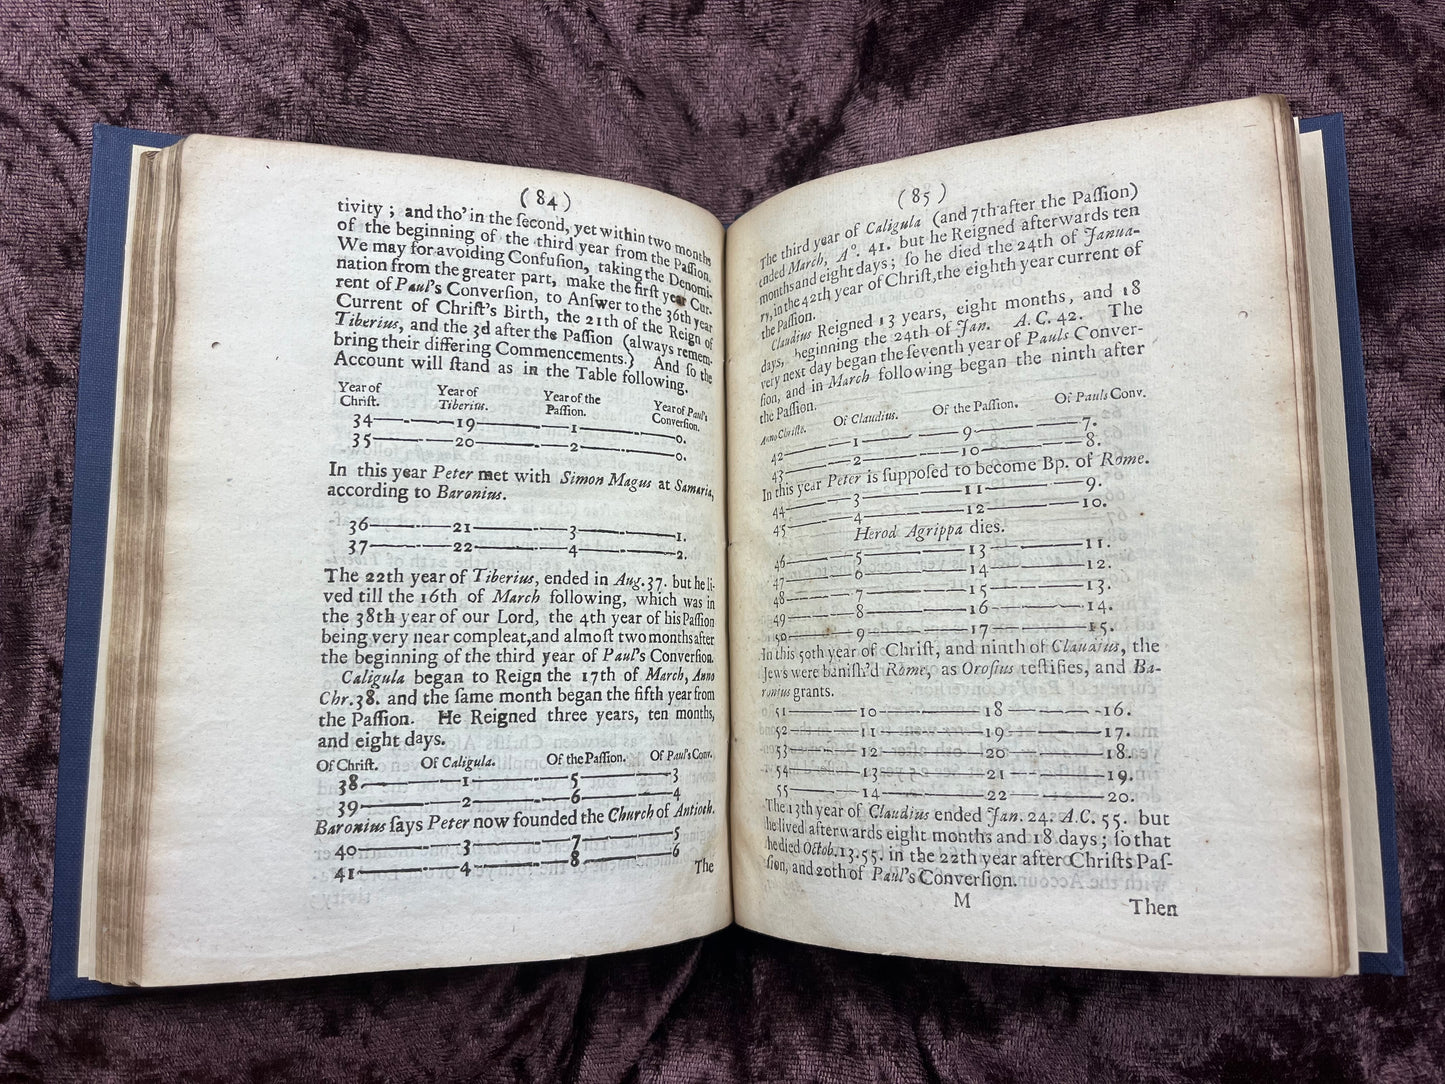 (84)
tivity ; and tho' in the ſecond, yet within two months
of the beginning of the third year from the Paſſion.
We may for avoiding Confuſion, taking the Denomi-
nation from the greater part, make the firſt year Cur-
rent of Paul's Converſion, to Anſwer to the 36th year
Current of Chriſt's Birth, the 21th of the Reign of
Tiberius, and the 3d after the Paſſion (always remem-
bring their differing Commencements.) And ſo the
Account will ſtand as in the Table following.
Year of Chriſt. Year of Tiberius. Year of the Paſſion. Year of Paul's Converſion.
34——19——1——0.
35——20——2——0.
In this year Peter met with Simon Magus at Samaria,
according to Baronius.
36——21——3——1.
37——22——4——2.
The 22th year of Tiberius, ended in Aug. 37. but he li-
ved till the 16th of March following, which was in
the 38th year of our Lord, the 4th year of his Paſſion
being very near compleat, and almoſt two months after
the beginning of the third year of Paul's Converſion.
Caligula began to Reign the 17th of March, Anno
Chr. 38. and the ſame month began the fifth year from
the Paſſion. He Reigned three years, ten months,
and eight days.
Of Chriſt. Of Caligula. Of the Paſſion. Of Paul's Conv.
38——1——5——3
39——2——6——4
Baronius ſays Peter now founded the Church of Antioch.
40——3——7——5
41——4——8——6
The
(85)
The third year of Caligula (and 7th after the Paſſion)
ended March, A°. 41. but he Reigned afterwards ten
months and eight days; ſo he died the 24th of Janua-
ry, in the 42th year of Chriſt, the eighth year current of
the Paſſion.
Claudius Reigned 13 years, eight months, and 18
days, beginning the 24th of Jan. A. C. 42. The
very next day began the ſeventh year of Pauls Conver-
ſion, and in March following began the ninth after
the Paſſion.
Anno Chriſto. Of Claudius. Of the Paſſion. Of Pauls Conv.
42——1——9——7.
43——2——10——8.
In this year Peter is ſuppoſed to become Bp. of Rome.
44——3——11——9.
45——4——12——10.
Herod Agrippa dies.
46——5——13——11.
47——6——14——12.
48——7——15——13.
49——8——16——14.
50——9——17——15.
In this 50th year of Chriſt, and ninth of Claudius, the
Jews were baniſh'd Rome, as Oroſius teſtifies, and Ba-
ronius grants.
51——10——18——16.
52——11——19——17.
53——12——20——18.
54——13——21——19.
55——14——22——20.
The 13th year of Claudius ended Jan. 24. A. C. 55. but
he lived afterwards eight months and 18 days; ſo that
he died Octob. 13. 55. in the 22th year after Chriſts Paſ-
ſion, and 20th of Paul's Converſion.
M
Then